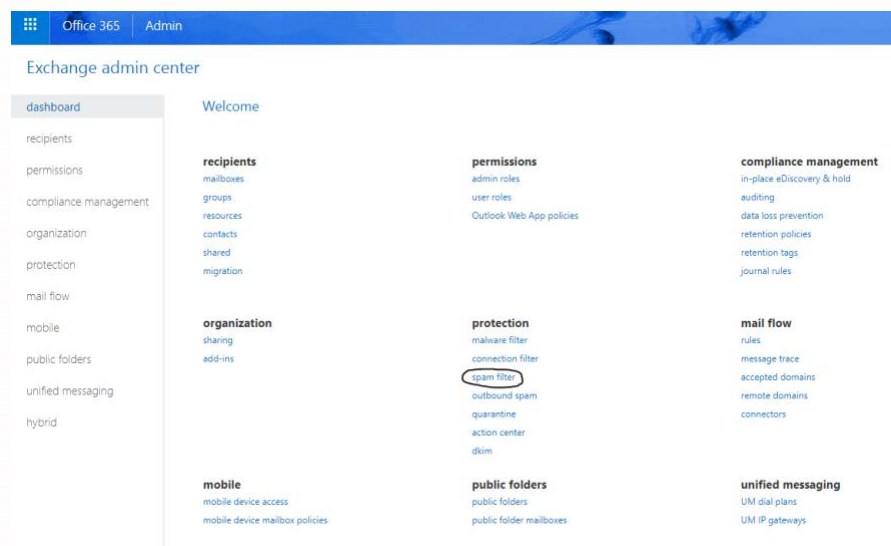 Office 365 Admin
Exchange admin center
dashboard
recipients
permissions
compliance management
organization
protection
mail flow
mobile
public folders
unified messaging
hybrid
Welcome
recipients
mailboxes
groups
resources
contacts
shared
migration
permissions
admin roles
user roles
Outlook Web App policies
compliance management
in-place eDiscovery & hold
auditing
data loss prevention
retention policies
retention tags
journal rules
organization
sharing
add-ins
protection
malware filter
connection filter
spam filter
outbound spam
quarantine
action center
dkim
mail flow
rules
message trace
accepted domains
remote domains
connectors
mobile
mobile device access
mobile device mailbox policies
public folders
public folders
public folder mailboxes
unified messaging
UM dial plans
UM IP gateways